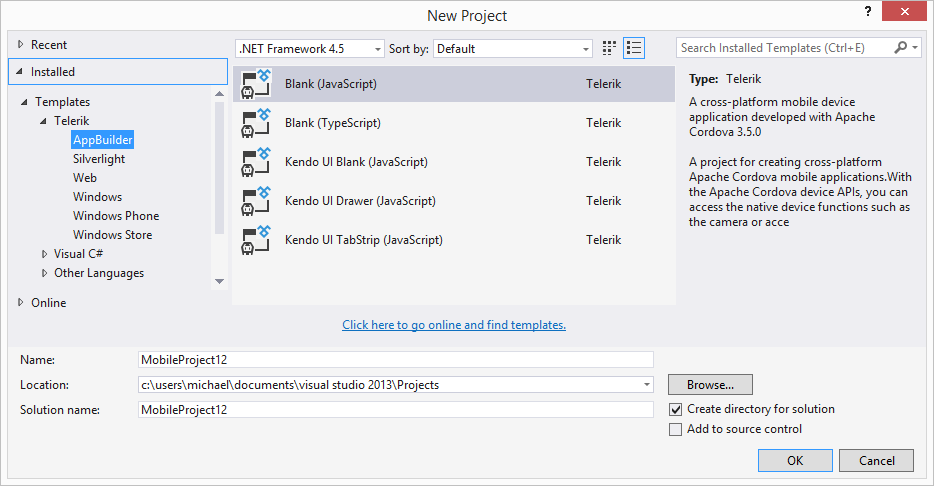 New Project
?
Recent
.NET Framework 4.5
Sort by:
Default
Search Installed Templates (Ctrl+E)
Installed
Templates
Telerik
AppBuilder
Silverlight
Web
Windows
Windows Phone
Windows Store
Visual C#
Other Languages
Online
Blank (JavaScript) Telerik
Blank (TypeScript) Telerik
Kendo UI Blank (JavaScript) Telerik
Kendo UI Drawer (JavaScript) Telerik
Kendo UI TabStrip (JavaScript) Telerik
Click here to go online and find templates.
Type: Telerik
A cross-platform mobile device
application developed with Apache
Cordova 3.5.0
A project for creating cross-platform
Apache Cordova mobile applications.With
the Apache Cordova device APIs, you can
access the native device functions such as
the camera or acce
Name: MobileProject12
Location: c:\users\michael\documents\visual studio 2013\Projects
Browse...
Solution name: MobileProject12
Create directory for solution
Add to source control
OK
Cancel